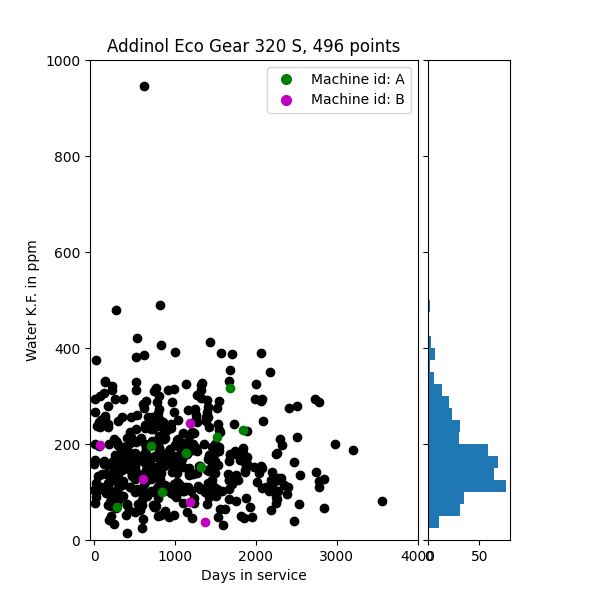 Addinol Eco Gear 320 S, 496 points
Machine id: A
Machine id: B
Water K.F. in ppm
1000
800
600
400
200
0
0 1000 2000 3000 4000
0 50
Days in service